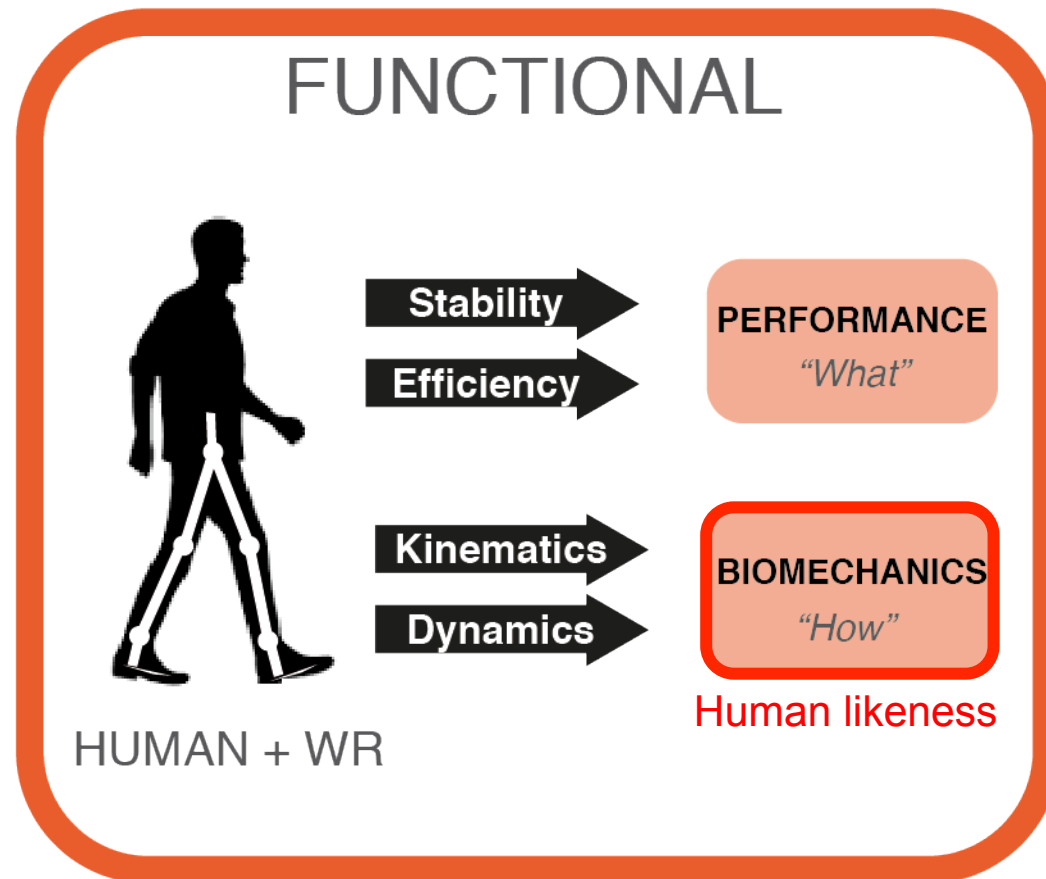 FUNCTIONAL
Stability
Efficiency
PERFORMANCE
“What”
Kinematics
Dynamics
BIOMECHANICS
“How”
Human likeness
HUMAN + WR